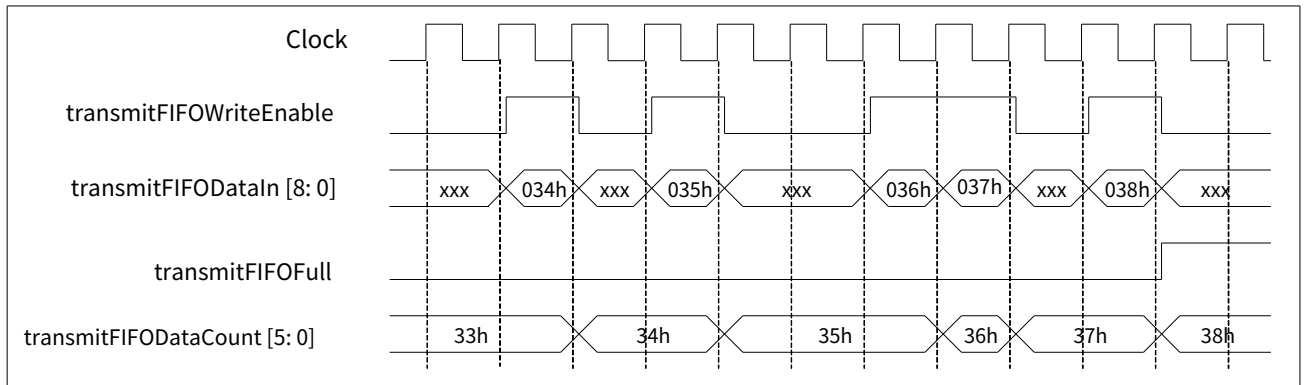 Clock
transmitFIFOWriteEnable
transmitFIFODataIn [8: 0] xxx 034h xxx 035h xxx 036h 037h xxx 038h xxx
transmitFIFOFull
transmitFIFODataCount [5: 0] 33h 34h 35h 36h 37h 38h